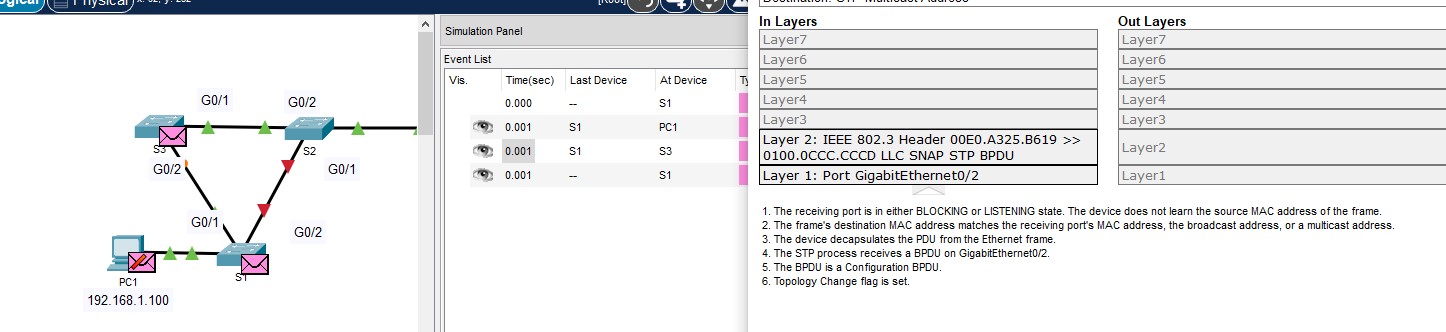 Logical
Physical
x: 62, y: 232
[Root]
G0/1
G0/2
S3
S2
G0/2
G0/1
G0/1
G0/2
S1
PC1
192.168.1.100
Simulation Panel
Event List
Vis. Time(sec) Last Device At Device
0.000 -- S1
0.001 S1 PC1
0.001 S1 S3
0.001 -- S1
Destination: STP Multicast Address
In Layers
Layer7
Layer6
Layer5
Layer4
Layer3
Layer 2: IEEE 802.3 Header 00E0.A325.B619 >>
0100.0CCC.CCCD LLC SNAP STP BPDU
Layer 1: Port GigabitEthernet0/2
Out Layers
Layer7
Layer6
Layer5
Layer4
Layer3
Layer2
Layer1
1. The receiving port is in either BLOCKING or LISTENING state. The device does not learn the source MAC address of the frame.
2. The frame's destination MAC address matches the receiving port's MAC address, the broadcast address, or a multicast address.
3. The device decapsulates the PDU from the Ethernet frame.
4. The STP process receives a BPDU on GigabitEthernet0/2.
5. The BPDU is a Configuration BPDU.
6. Topology Change flag is set.